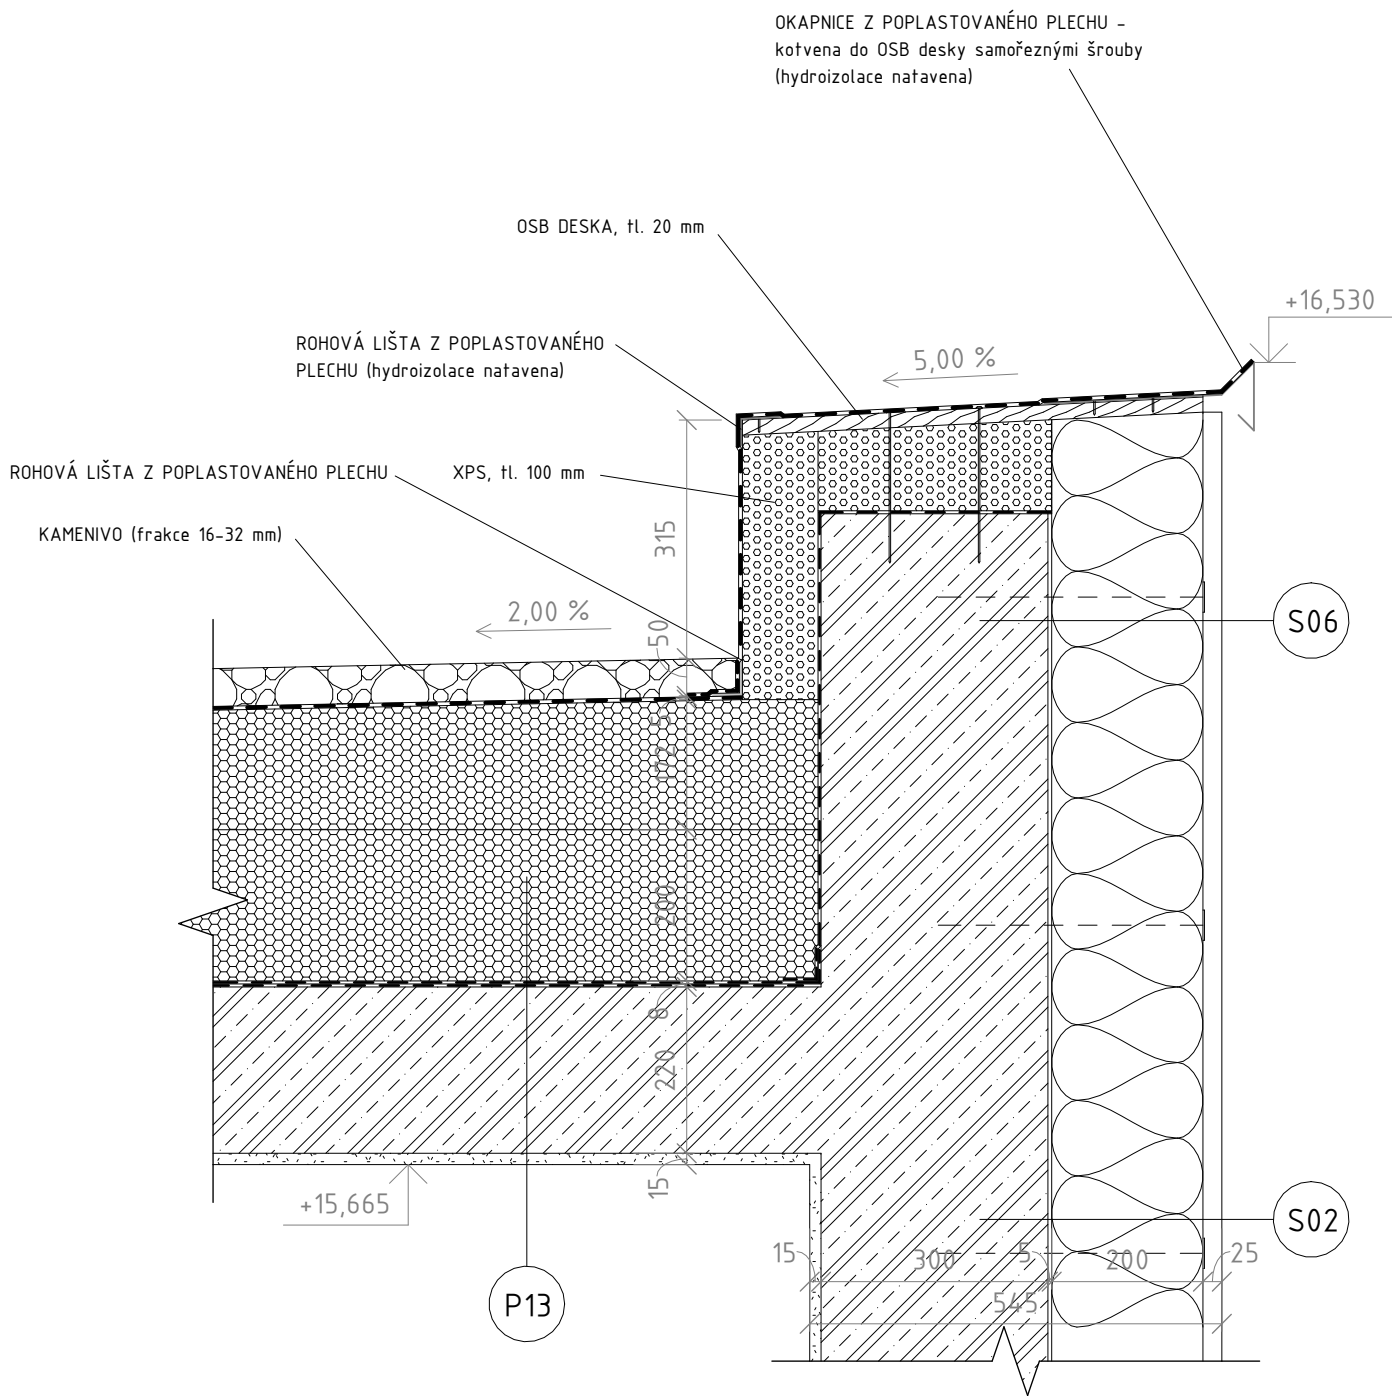 OKAPNICE Z POPLASTOVANÉHO PLECHU -
kotvena do OSB desky samořeznými šrouby
(hydroizolace natavena)
OSB DESKA, tl. 20 mm
+16,530
ROHOVÁ LIŠTA Z POPLASTOVANÉHO
PLECHU (hydroizolace natavena)
5,00 %
ROHOVÁ LIŠTA Z POPLASTOVANÉHO PLECHU
XPS, tl. 100 mm
KAMENIVO (frakce 16-32 mm)
315
2,00 %
50
S06
172,5
200
8
220
15
+15,665
S02
15
300
5
200
25
545
P13